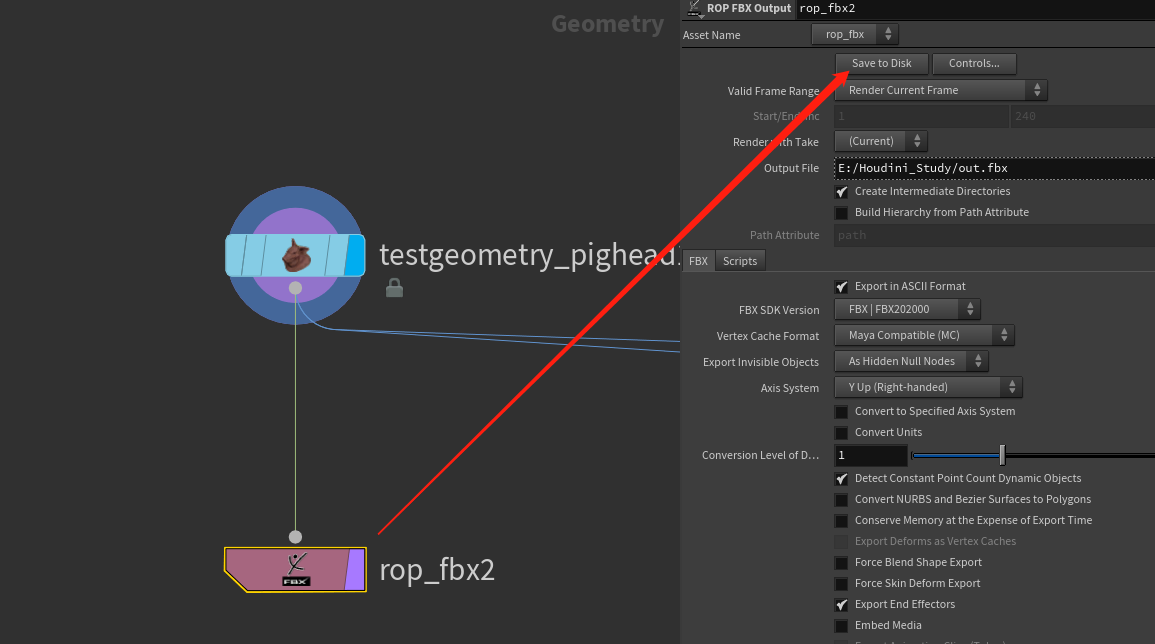 Geometry
testgeometry_pighead
FBX
rop_fbx2
ROP FBX Output rop_fbx2
Asset Name rop_fbx
Save to Disk Controls...
Valid Frame Range Render Current Frame
Start/End/Inc 1 240
Render with Take (Current)
Output File E:/Houdini_Study/out.fbx
Create Intermediate Directories
Build Hierarchy from Path Attribute
Path Attribute path
FBX Scripts
Export in ASCII Format
FBX SDK Version FBX | FBX202000
Vertex Cache Format Maya Compatible (MC)
Export Invisible Objects As Hidden Null Nodes
Axis System Y Up (Right-handed)
Convert to Specified Axis System
Convert Units
Conversion Level of D... 1
Detect Constant Point Count Dynamic Objects
Convert NURBS and Bezier Surfaces to Polygons
Conserve Memory at the Expense of Export Time
Export Deforms as Vertex Caches
Force Blend Shape Export
Force Skin Deform Export
Export End Effectors
Embed Media